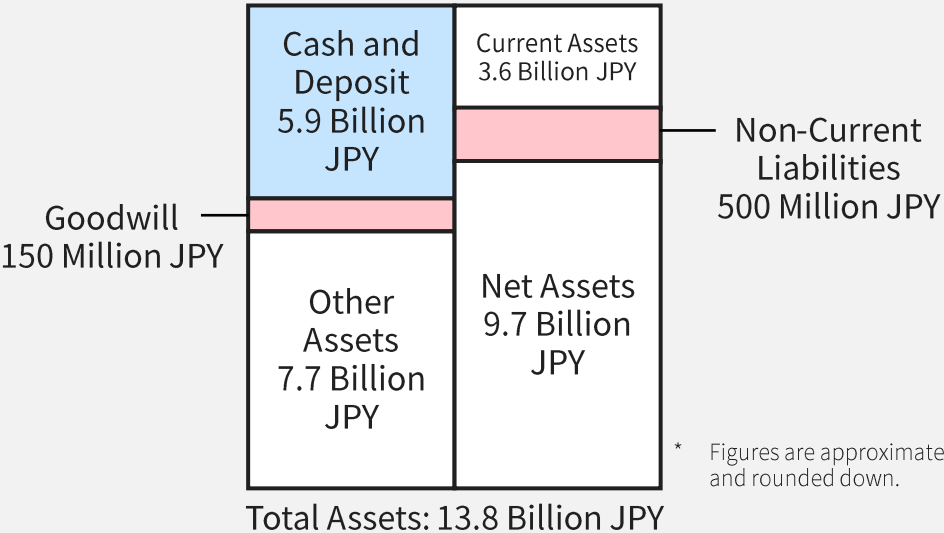 Cash and
Deposit
5.9 Billion
JPY
Current Assets
3.6 Billion JPY
Non-Current
Liabilities
500 Million JPY
Goodwill
150 Million JPY
Other
Assets
7.7 Billion
JPY
Net Assets
9.7 Billion
JPY
* Figures are approximate
and rounded down.
Total Assets: 13.8 Billion JPY